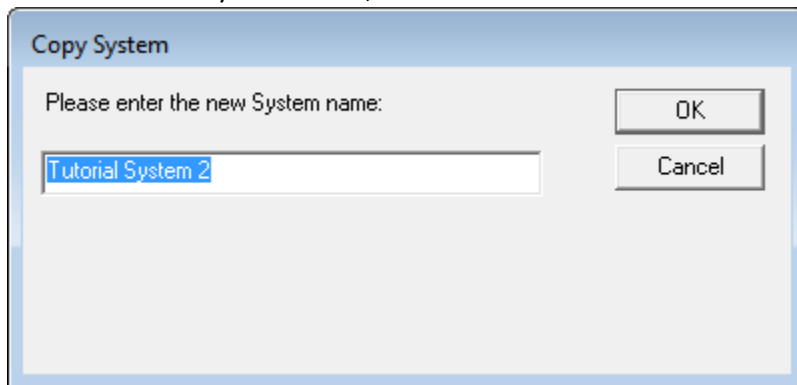 Copy System
Please enter the new System name:
OK
Tutorial System 2
Cancel